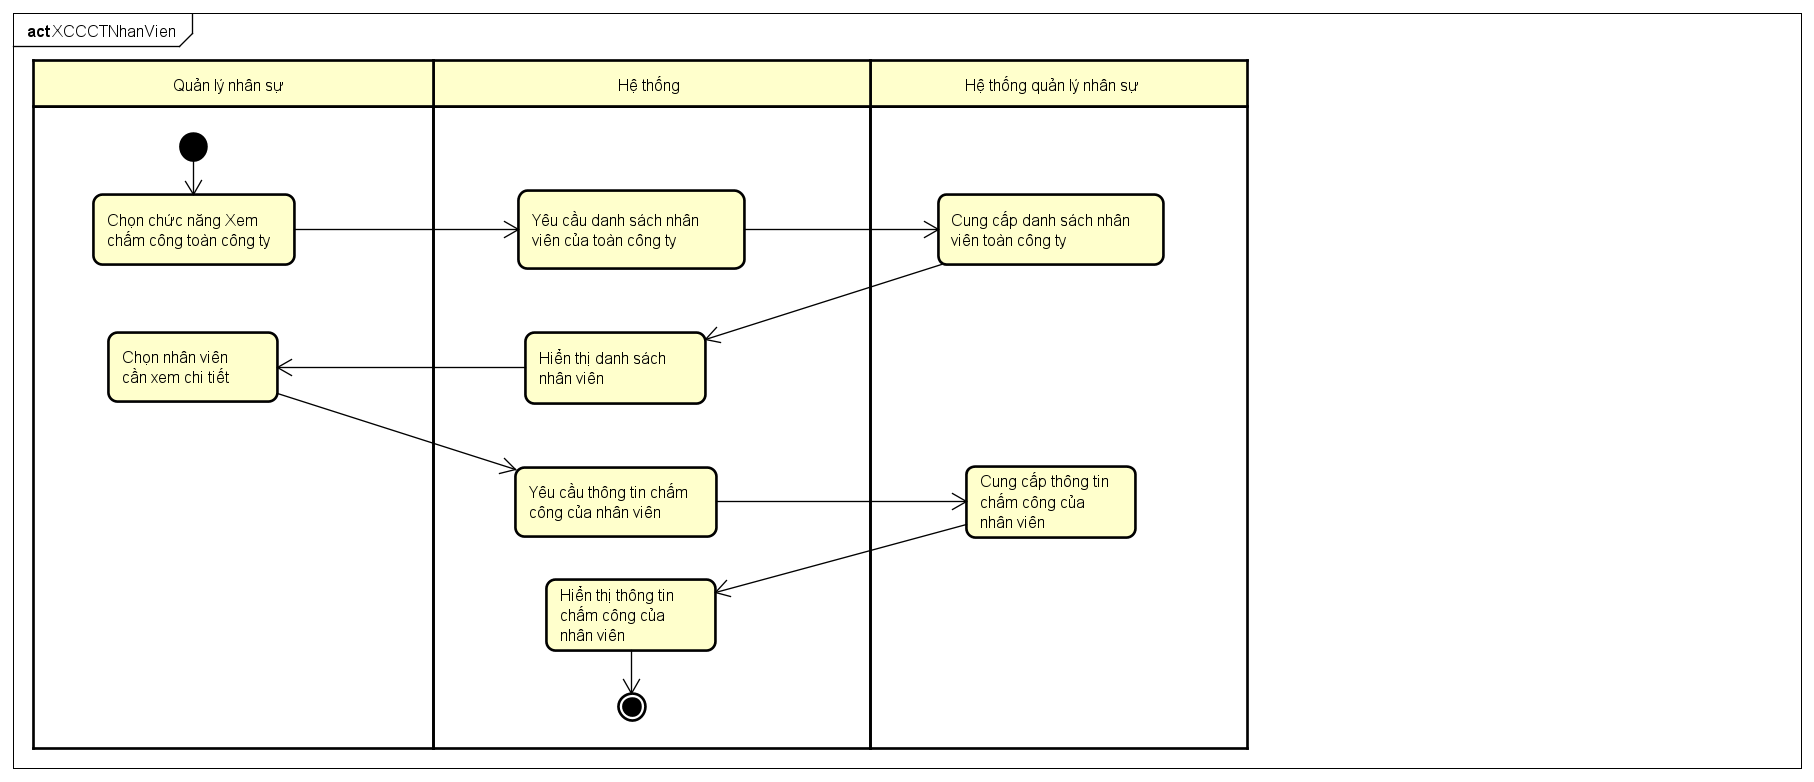 act XCCCTNhanVien
Quản lý nhân sự
Hệ thống
Hệ thống quản lý nhân sự
Chọn chức năng Xem
chấm công toàn công ty
Yêu cầu danh sách nhân
viên của toàn công ty
Cung cấp danh sách nhân
viên toàn công ty
Chọn nhân viên
cần xem chi tiết
Hiển thị danh sách
nhân viên
Yêu cầu thông tin chấm
công của nhân viên
Cung cấp thông tin
chấm công của
nhân viên
Hiển thị thông tin
chấm công của
nhân viên